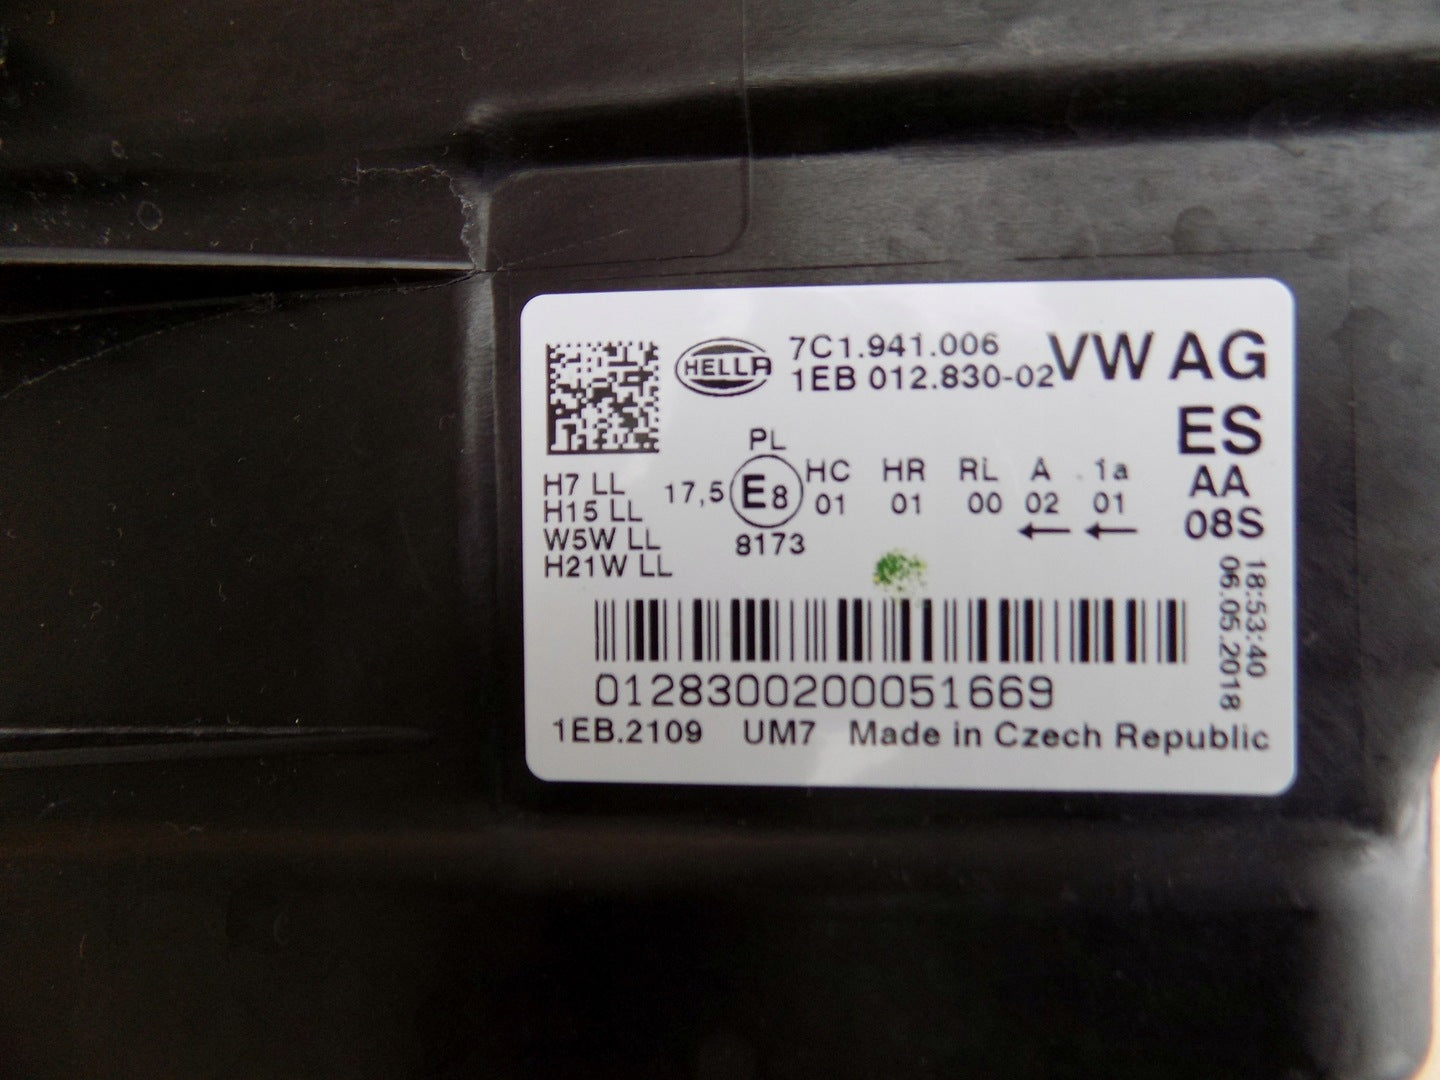 HELLA
7C1.941.006
1EB 012.830-02
VW AG
ES
AA
08S
PL
17,5 E8
8173
HC HR RL A 1a
01 01 00 02 01
← ←
H7 LL
H15 LL
W5W LL
H21W LL
18:53:40
06.05.2018
0128300200051669
1EB.2109 UM7 Made in Czech Republic